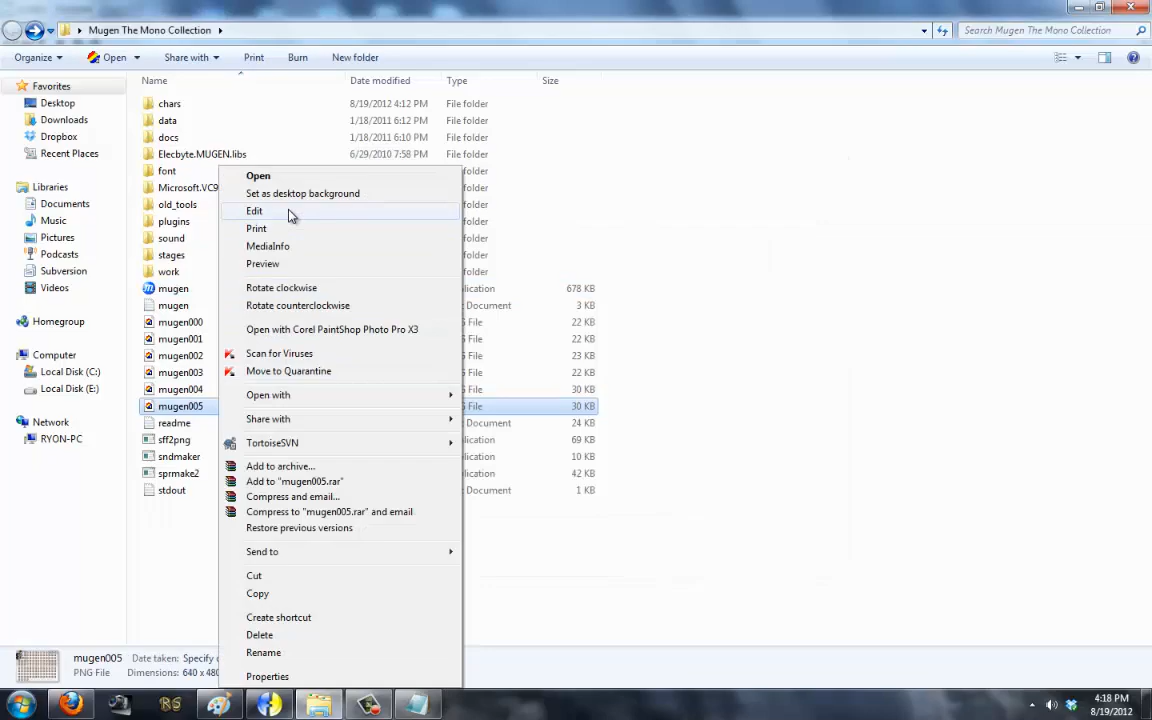 Mugen The Mono Collection
Search Mugen The Mono Collection
Organize
Open
Share with
Print
Burn
New folder
Name
Date modified
Type
Size
Favorites
Desktop
Downloads
Dropbox
Recent Places
Libraries
Documents
Music
Pictures
Podcasts
Subversion
Videos
Homegroup
Computer
Local Disk (C:)
Local Disk (E:)
Network
RYON-PC
chars 8/19/2012 4:12 PM File folder
data 1/18/2011 6:12 PM File folder
docs 1/18/2011 6:10 PM File folder
Elecbyte.MUGEN.libs 6/29/2010 7:58 PM File folder
font e folder
Microsoft.VC9 e folder
old_tools e folder
plugins e folder
sound e folder
stages e folder
work e folder
mugen lication 678 KB
mugen t Document 3 KB
mugen000 G File 22 KB
mugen001 G File 22 KB
mugen002 G File 23 KB
mugen003 G File 22 KB
mugen004 G File 30 KB
mugen005 G File 30 KB
readme t Document 24 KB
sff2png lication 69 KB
sndmaker lication 10 KB
sprmake2 lication 42 KB
stdout t Document 1 KB
Open
Set as desktop background
Edit
Print
MediaInfo
Preview
Rotate clockwise
Rotate counterclockwise
Open with Corel PaintShop Photo Pro X3
Scan for Viruses
Move to Quarantine
Open with
Share with
TortoiseSVN
Add to archive...
Add to "mugen005.rar"
Compress and email...
Compress to "mugen005.rar" and email
Restore previous versions
Send to
Cut
Copy
Create shortcut
Delete
Rename
Properties
mugen005 Date taken: Specify
PNG File Dimensions: 640 x 480
RS
4:18 PM
8/19/2012